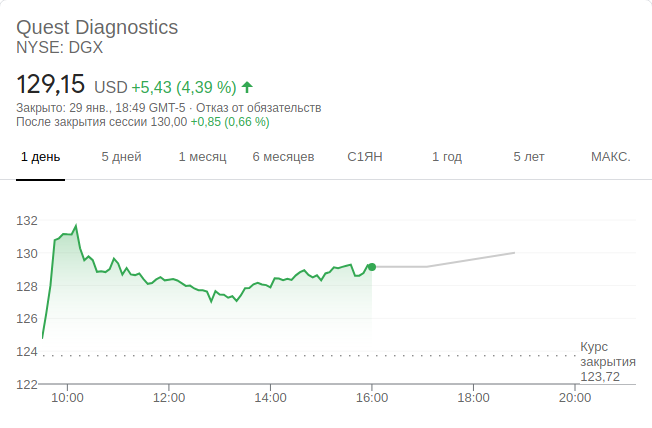 Quest Diagnostics
NYSE: DGX
129,15 USD +5,43 (4,39 %) ↑
Закрыто: 29 янв., 18:49 GMT-5 · Отказ от обязательств
После закрытия сессии 130,00 +0,85 (0,66 %)
1 день 5 дней 1 месяц 6 месяцев С1ЯН 1 год 5 лет МАКС.
132
130
128
126
124
122
Курс
закрытия
123,72
10:00 12:00 14:00 16:00 18:00 20:00